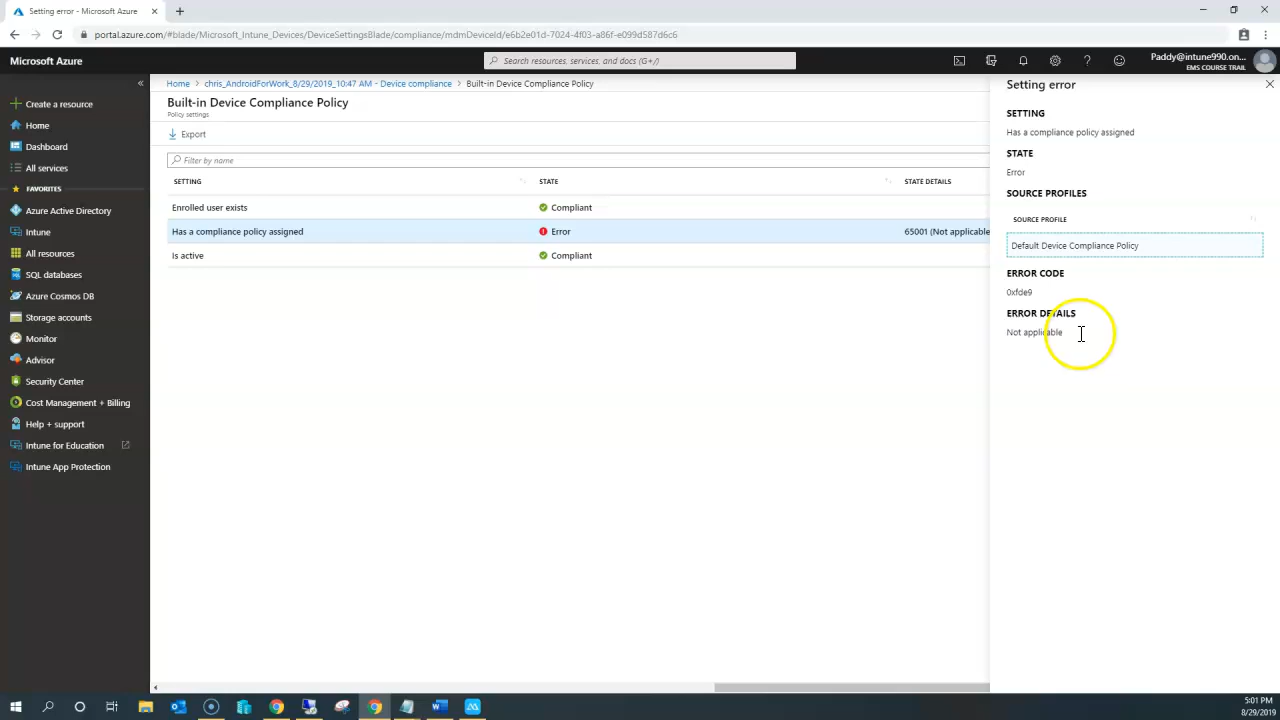 Setting error - Microsoft Azure
portal.azure.com/#blade/Microsoft_Intune_Devices/DeviceSettingsBlade/compliance/mdmDeviceId/e6b2e01d-7024-4f03-a86f-e099d587d6c6
Microsoft Azure
Search resources, services, and docs (G+/)
Paddy@intune990.on...
EMS COURSE TRAIL
Create a resource
Home
Dashboard
All services
FAVORITES
Azure Active Directory
Intune
All resources
SQL databases
Azure Cosmos DB
Storage accounts
Monitor
Advisor
Security Center
Cost Management + Billing
Help + support
Intune for Education
Intune App Protection
Home > chris_AndroidForWork_8/29/2019_10:47 AM - Device compliance > Built-in Device Compliance Policy
Built-in Device Compliance Policy
Policy settings
Export
Filter by name
SETTING STATE STATE DETAILS
Enrolled user exists Compliant
Has a compliance policy assigned Error 65001 (Not applicable
Is active Compliant
Setting error
SETTING
Has a compliance policy assigned
STATE
Error
SOURCE PROFILES
SOURCE PROFILE
Default Device Compliance Policy
ERROR CODE
0xfde9
ERROR DETAILS
Not applicable
5:01 PM
8/29/2019